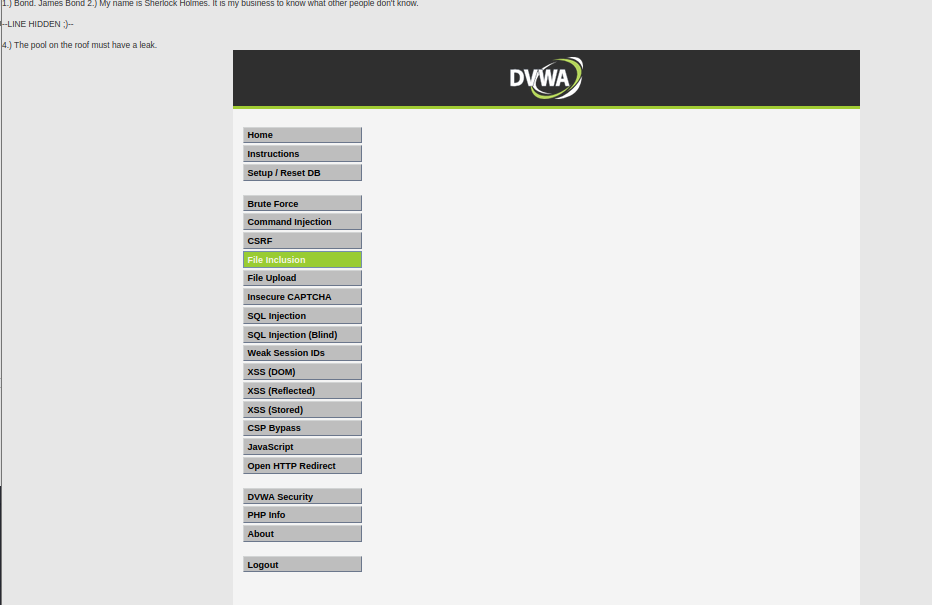 1.) Bond. James Bond 2.) My name is Sherlock Holmes. It is my business to know what other people don't know.
--LINE HIDDEN ;)--
4.) The pool on the roof must have a leak.
DVWA
Home
Instructions
Setup / Reset DB
Brute Force
Command Injection
CSRF
File Inclusion
File Upload
Insecure CAPTCHA
SQL Injection
SQL Injection (Blind)
Weak Session IDs
XSS (DOM)
XSS (Reflected)
XSS (Stored)
CSP Bypass
JavaScript
Open HTTP Redirect
DVWA Security
PHP Info
About
Logout